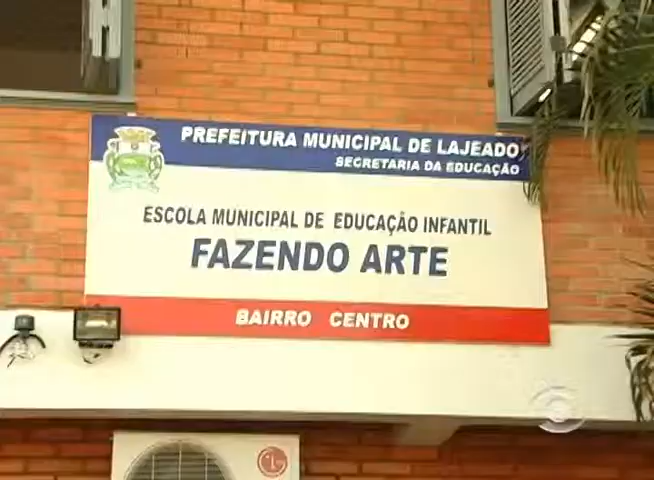 PREFEITURA MUNICIPAL DE LAJEADO
SECRETARIA DA EDUCAÇÃO
ESCOLA MUNICIPAL DE EDUCAÇÃO INFANTIL
FAZENDO ARTE
BAIRRO CENTRO
LG